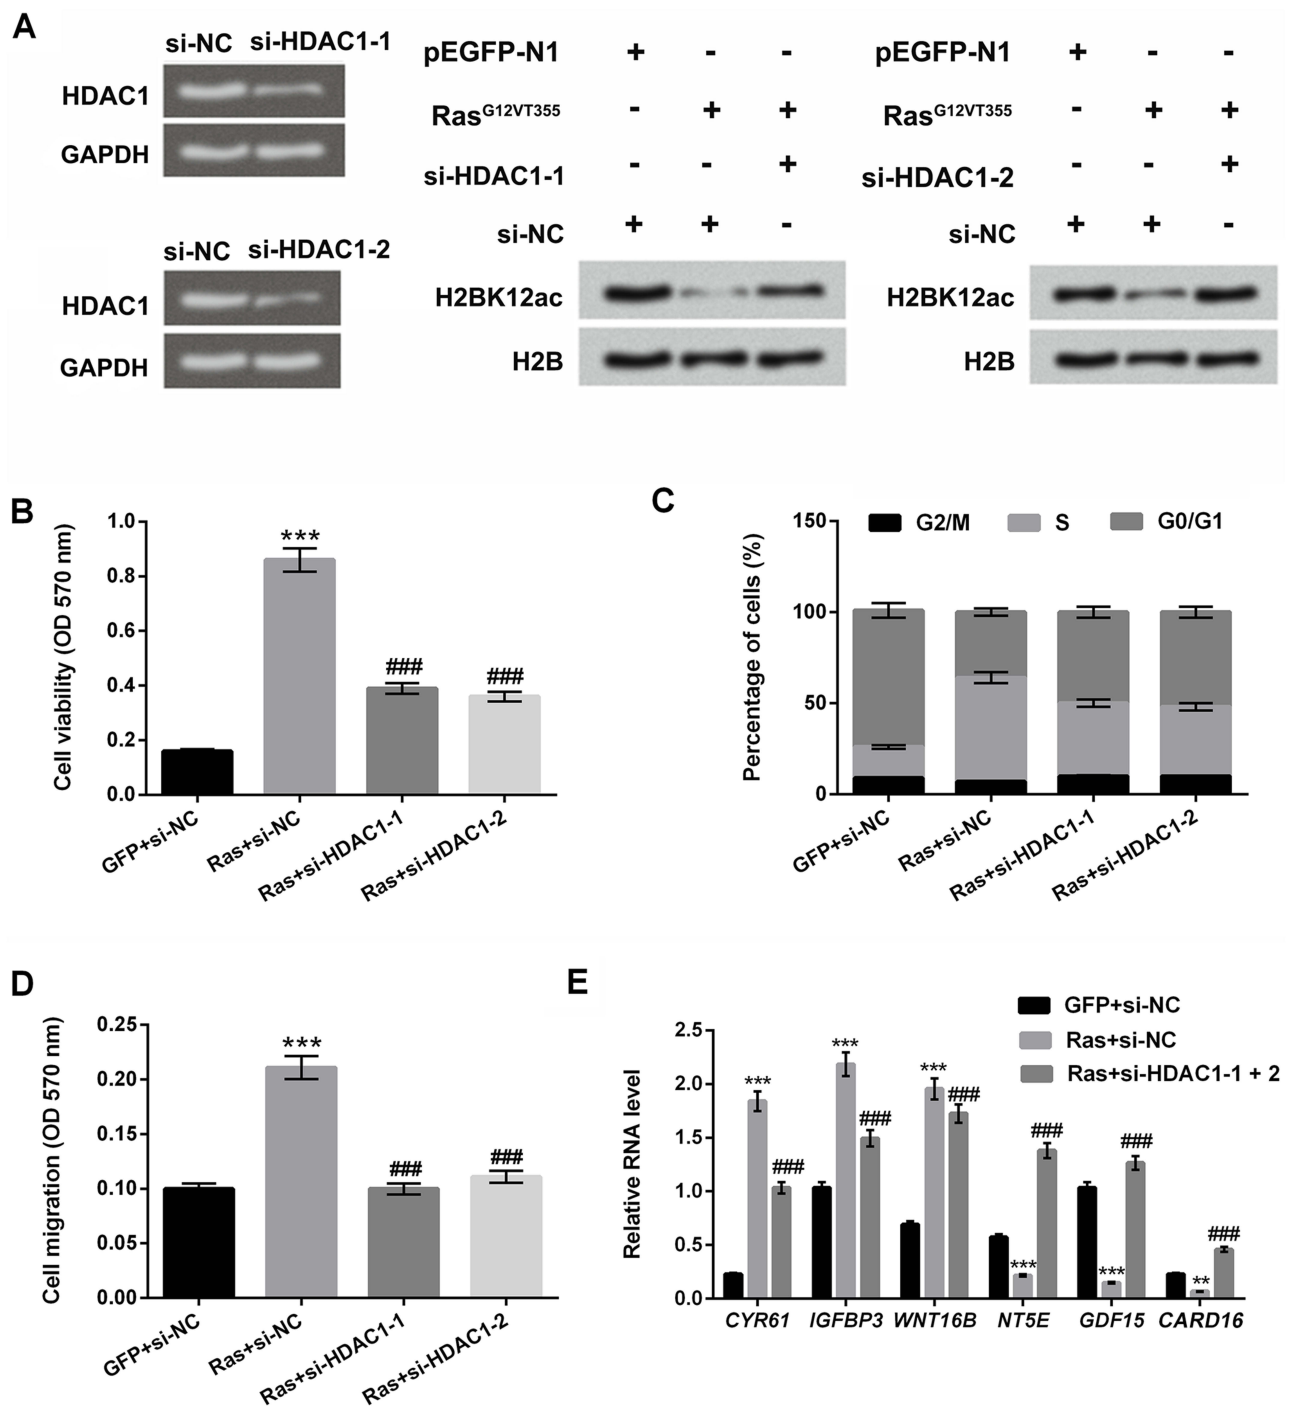 A
si-NC si-HDAC1-1
HDAC1
GAPDH
si-NC si-HDAC1-2
HDAC1
GAPDH
pEGFP-N1 + - -
Ras^G12VT355 - + +
si-HDAC1-1 - - +
si-NC + + -
H2BK12ac
H2B
pEGFP-N1 + - -
Ras^G12VT355 - + +
si-HDAC1-2 - - +
si-NC + + -
H2BK12ac
H2B
B
Cell viability (OD 570 nm)
1.0
0.8
0.6
0.4
0.2
0.0
***
###
###
GFP+si-NC
Ras+si-NC
Ras+si-HDAC1-1
Ras+si-HDAC1-2
C
G2/M S G0/G1
Percentage of cells (%)
150
100
50
0
GFP+si-NC
Ras+si-NC
Ras+si-HDAC1-1
Ras+si-HDAC1-2
D
Cell migration (OD 570 nm)
0.25
0.20
0.15
0.10
0.05
0.00
***
###
###
GFP+si-NC
Ras+si-NC
Ras+si-HDAC1-1
Ras+si-HDAC1-2
E
GFP+si-NC
Ras+si-NC
Ras+si-HDAC1-1 + 2
Relative RNA level
2.5
2.0
1.5
1.0
0.5
0.0
*** ###
*** ###
*** ###
*** ###
*** ###
** ###
CYR61 IGFBP3 WNT16B NT5E GDF15 CARD16